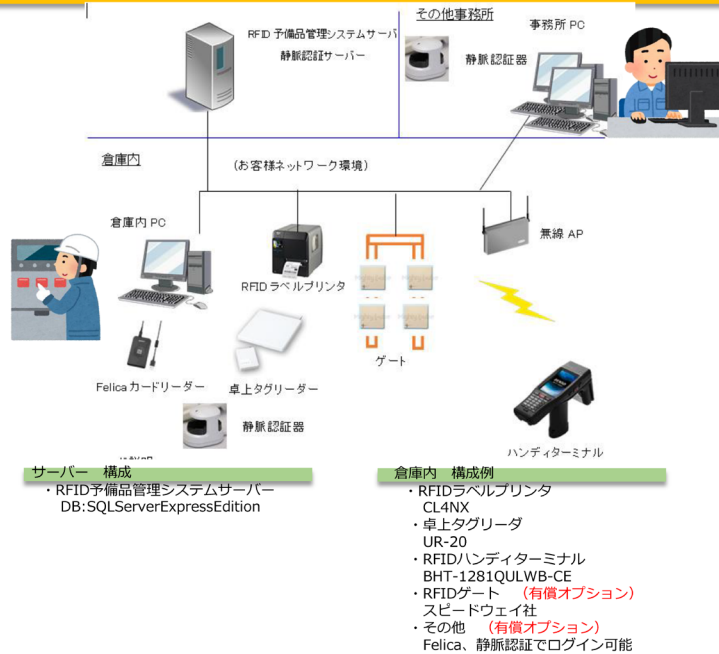 RFID 予備品管理システムサーバ
静脈認証サーバー
その他事務所
静脈認証器
事務所 PC
倉庫内
(お客様ネットワーク環境)
倉庫内 PC
RFID ラベルプリンタ
無線 AP
ゲート
Felica カードリーダー
卓上タグリーダー
静脈認証器
ハンディターミナル
サーバー 構成
・RFID予備品管理システムサーバー
DB:SQLServerExpressEdition
倉庫内 構成例
・RFIDラベルプリンタ
CL4NX
・卓上タグリーダ
UR-20
・RFIDハンディターミナル
BHT-1281QULWB-CE
・RFIDゲート (有償オプション)
スピードウェイ社
・その他 (有償オプション)
Felica、静脈認証でログイン可能